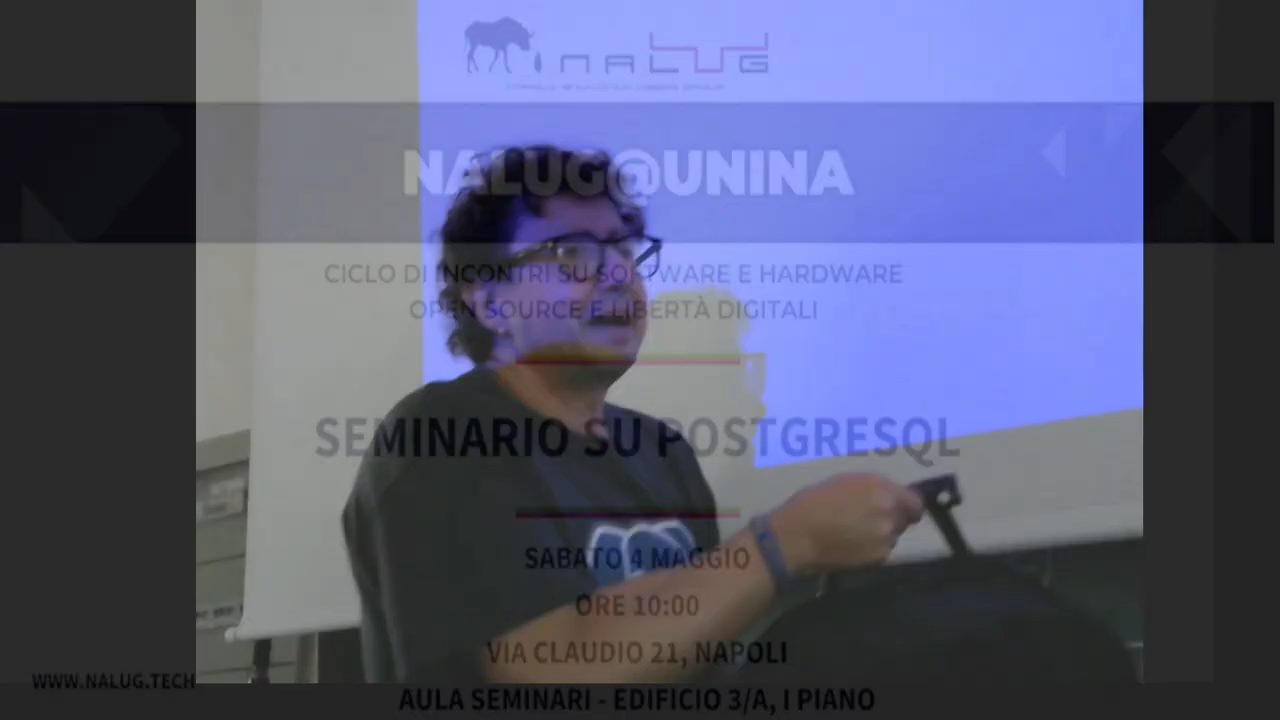 NALUG
NALUG@UNINA
CICLO DI INCONTRI SU SOFTWARE E HARDWARE
OPEN SOURCE E LIBERTÀ DIGITALI
SEMINARIO SU POSTGRESQL
SABATO 4 MAGGIO
ORE 10:00
VIA CLAUDIO 21, NAPOLI
WWW.NALUG.TECH
AULA SEMINARI - EDIFICIO 3/A, I PIANO